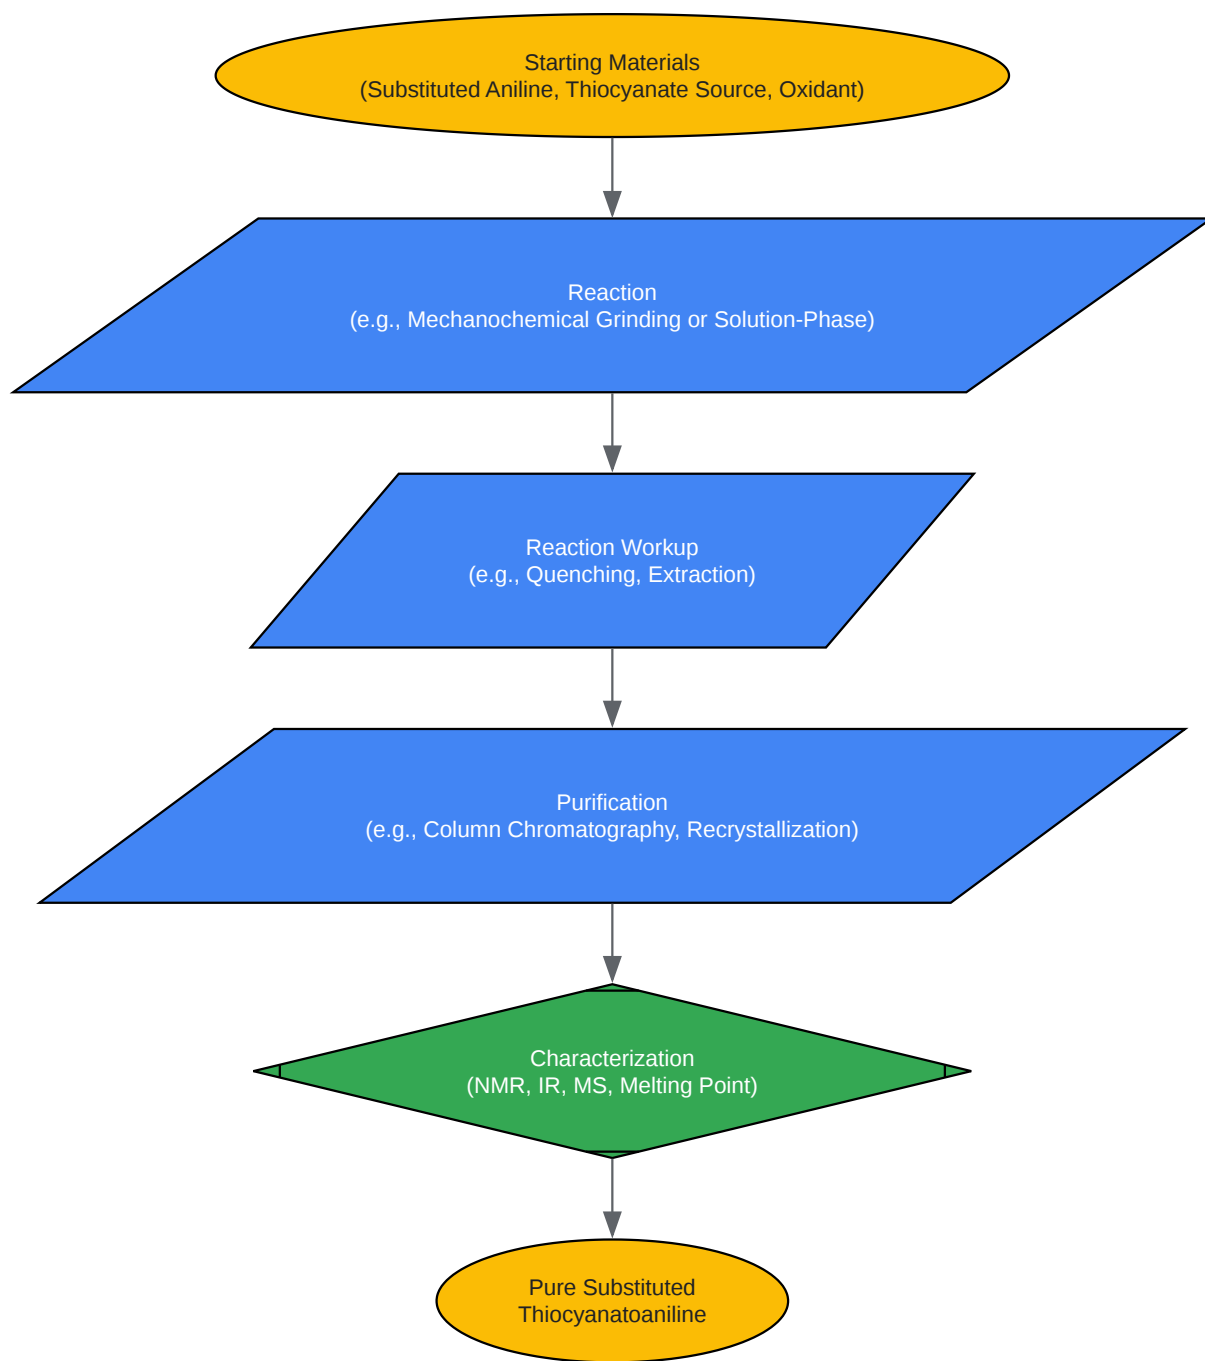 Starting Materials
(Substituted Aniline, Thiocyanate Source, Oxidant)
Reaction
(e.g., Mechanochemical Grinding or Solution-Phase)
Reaction Workup
(e.g., Quenching, Extraction)
Purification
(e.g., Column Chromatography, Recrystallization)
Characterization
(NMR, IR, MS, Melting Point)
Pure Substituted
Thiocyanatoaniline